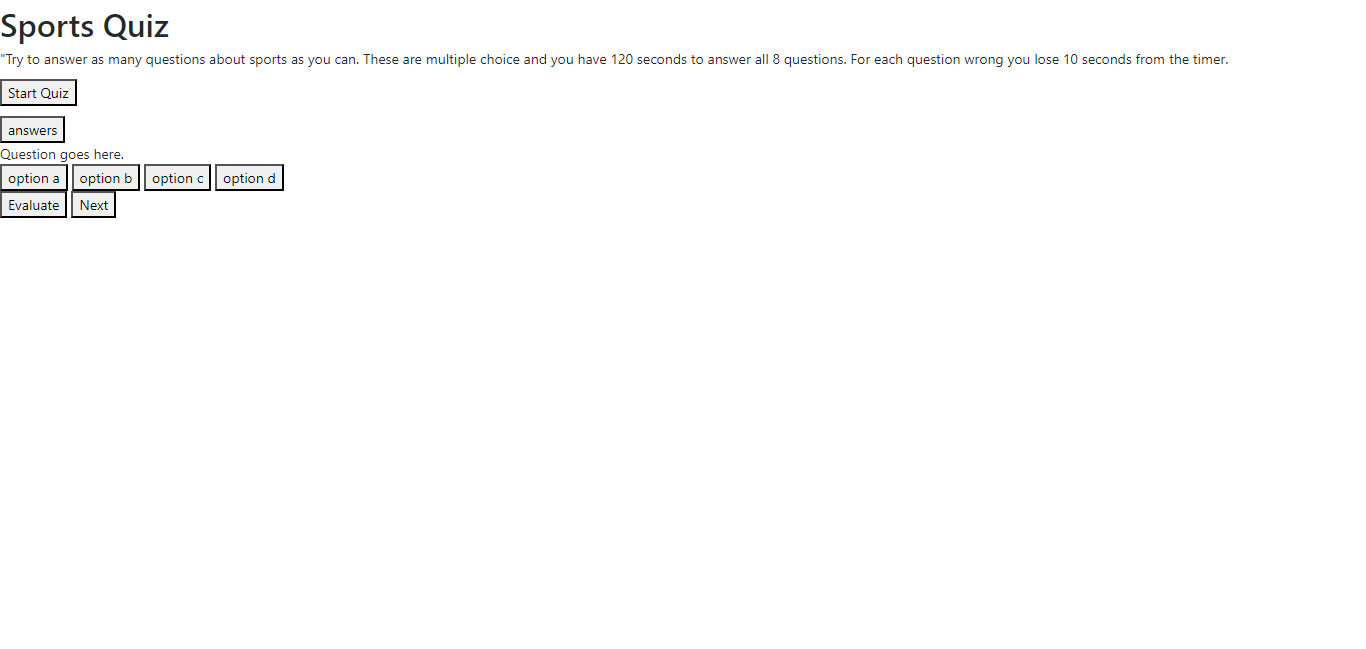 Sports Quiz
"Try to answer as many questions about sports as you can. These are multiple choice and you have 120 seconds to answer all 8 questions. For each question wrong you lose 10 seconds from the timer.
Start Quiz
answers
Question goes here.
option a option b option c option d
Evaluate Next